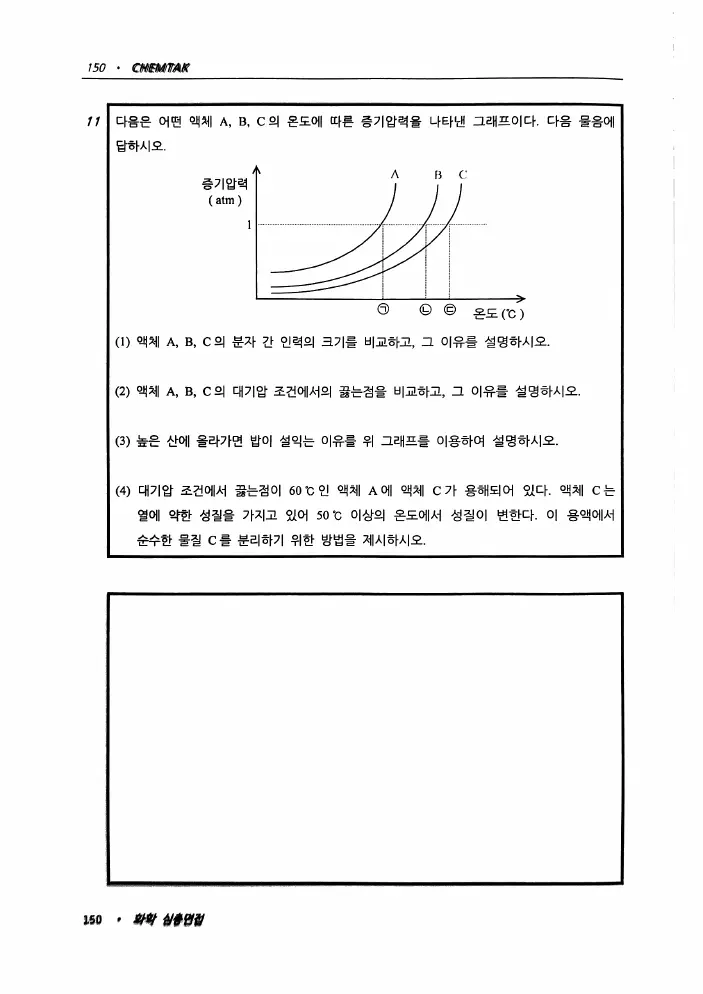 150 • CHEMTAK
11 다음은 어떤 액체 A, B, C의 온도에 따른 증기압력을 나타낸 그래프이다. 다음 물음에
답하시오.
증기압력
( atm )
A B C
1
㉠ ㉡ ㉢
온도 (℃)
(1) 액체 A, B, C의 분자 간 인력의 크기를 비교하고, 그 이유를 설명하시오.
(2) 액체 A, B, C의 대기압 조건에서의 끓는점을 비교하고, 그 이유를 설명하시오.
(3) 높은 산에 올라가면 밥이 설익는 이유를 위 그래프를 이용하여 설명하시오.
(4) 대기압 조건에서 끓는점이 60℃인 액체 A에 액체 C가 용해되어 있다. 액체 C는
열에 약한 성질을 가지고 있어 50℃ 이상의 온도에서 성질이 변한다. 이 용액에서
순수한 물질 C를 분리하기 위한 방법을 제시하시오.
150 • 화학 심층면접